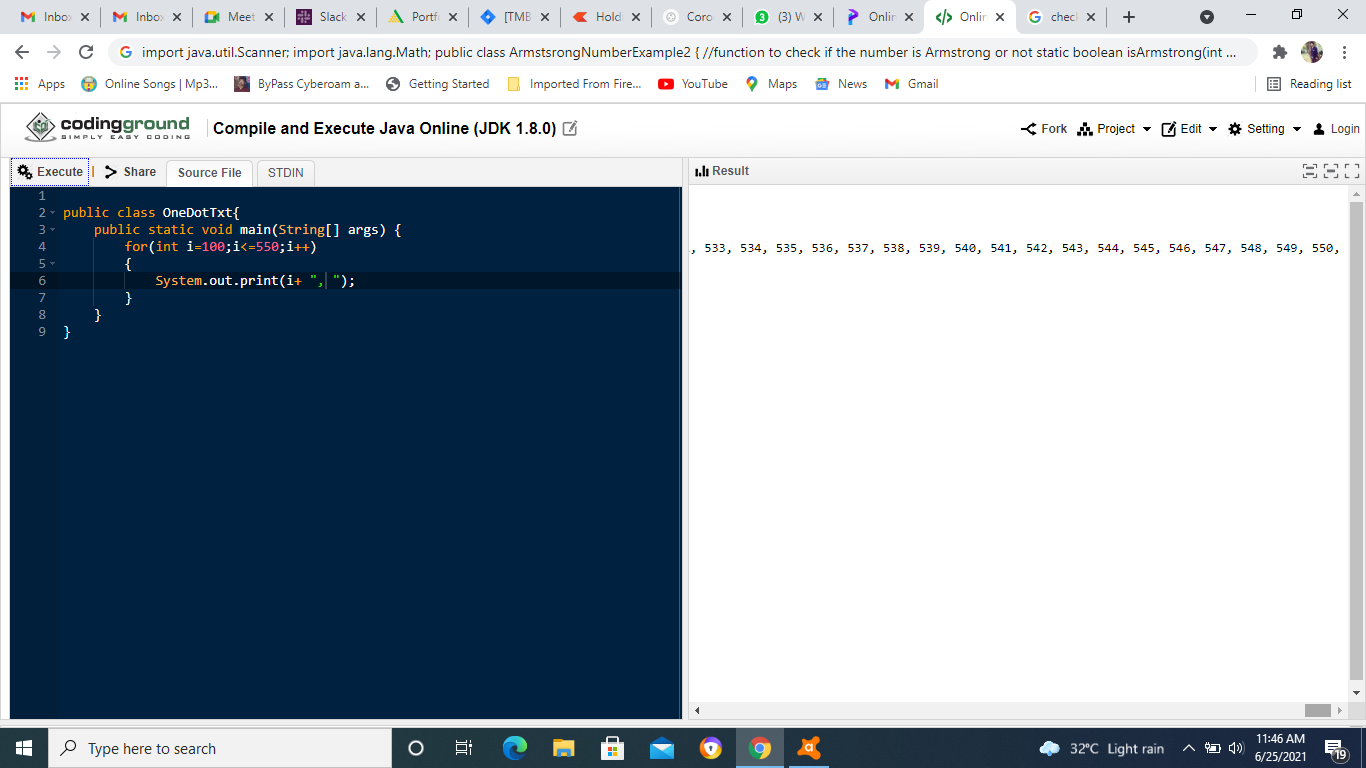 Inbo Inbo Meet Slack Portf [TMB Hold Coro (3) W Onlin Onlin chec
import java.util.Scanner; import java.lang.Math; public class ArmstsrongNumberExample2 { //function to check if the number is Armstrong or not static boolean isArmstrong(int ...
Apps Online Songs | Mp3... ByPass Cyberoam a... Getting Started Imported From Fire... YouTube Maps News Gmail Reading list
codingground
SIMPLY EASY CODING
Compile and Execute Java Online (JDK 1.8.0) Fork Project Edit Setting Login
Execute | Share Source File STDIN Result
1
2 public class OneDotTxt{
3 public static void main(String[] args) {
4 for(int i=100;i<=550;i++)
5 {
6 System.out.print(i+ ", ");
7 }
8 }
9 }
, 533, 534, 535, 536, 537, 538, 539, 540, 541, 542, 543, 544, 545, 546, 547, 548, 549, 550,
Type here to search
32°C Light rain
11:46 AM
6/25/2021
19